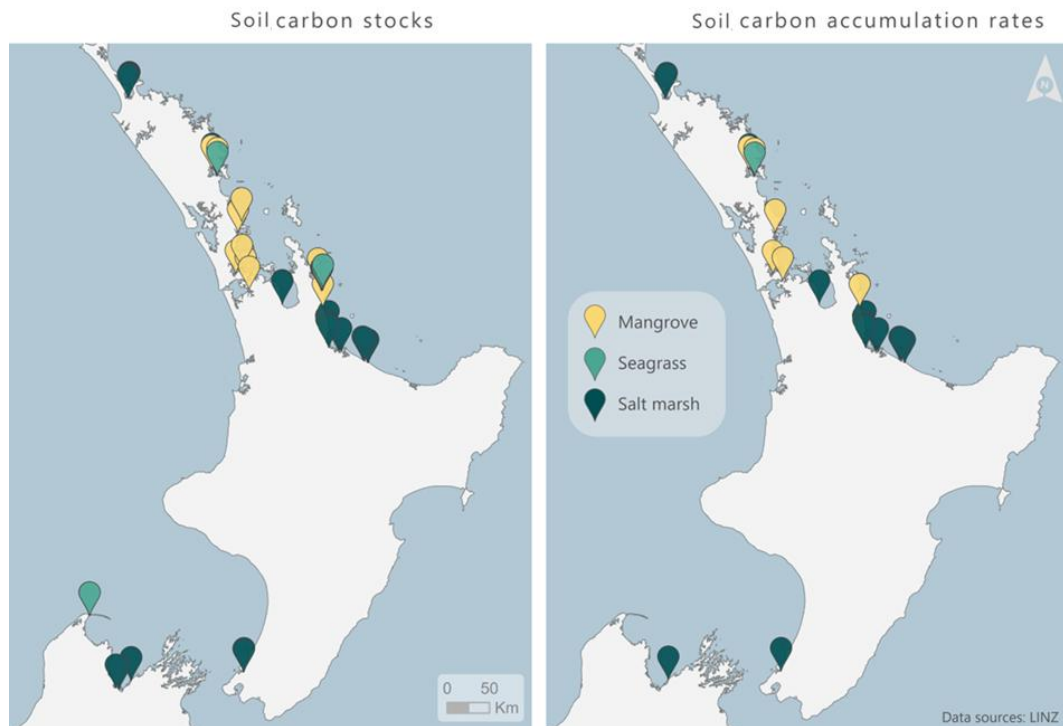 Soil carbon stocks
Soil carbon accumulation rates
N
Mangrove
Seagrass
Salt marsh
0 50
Km
Data sources: LINZ